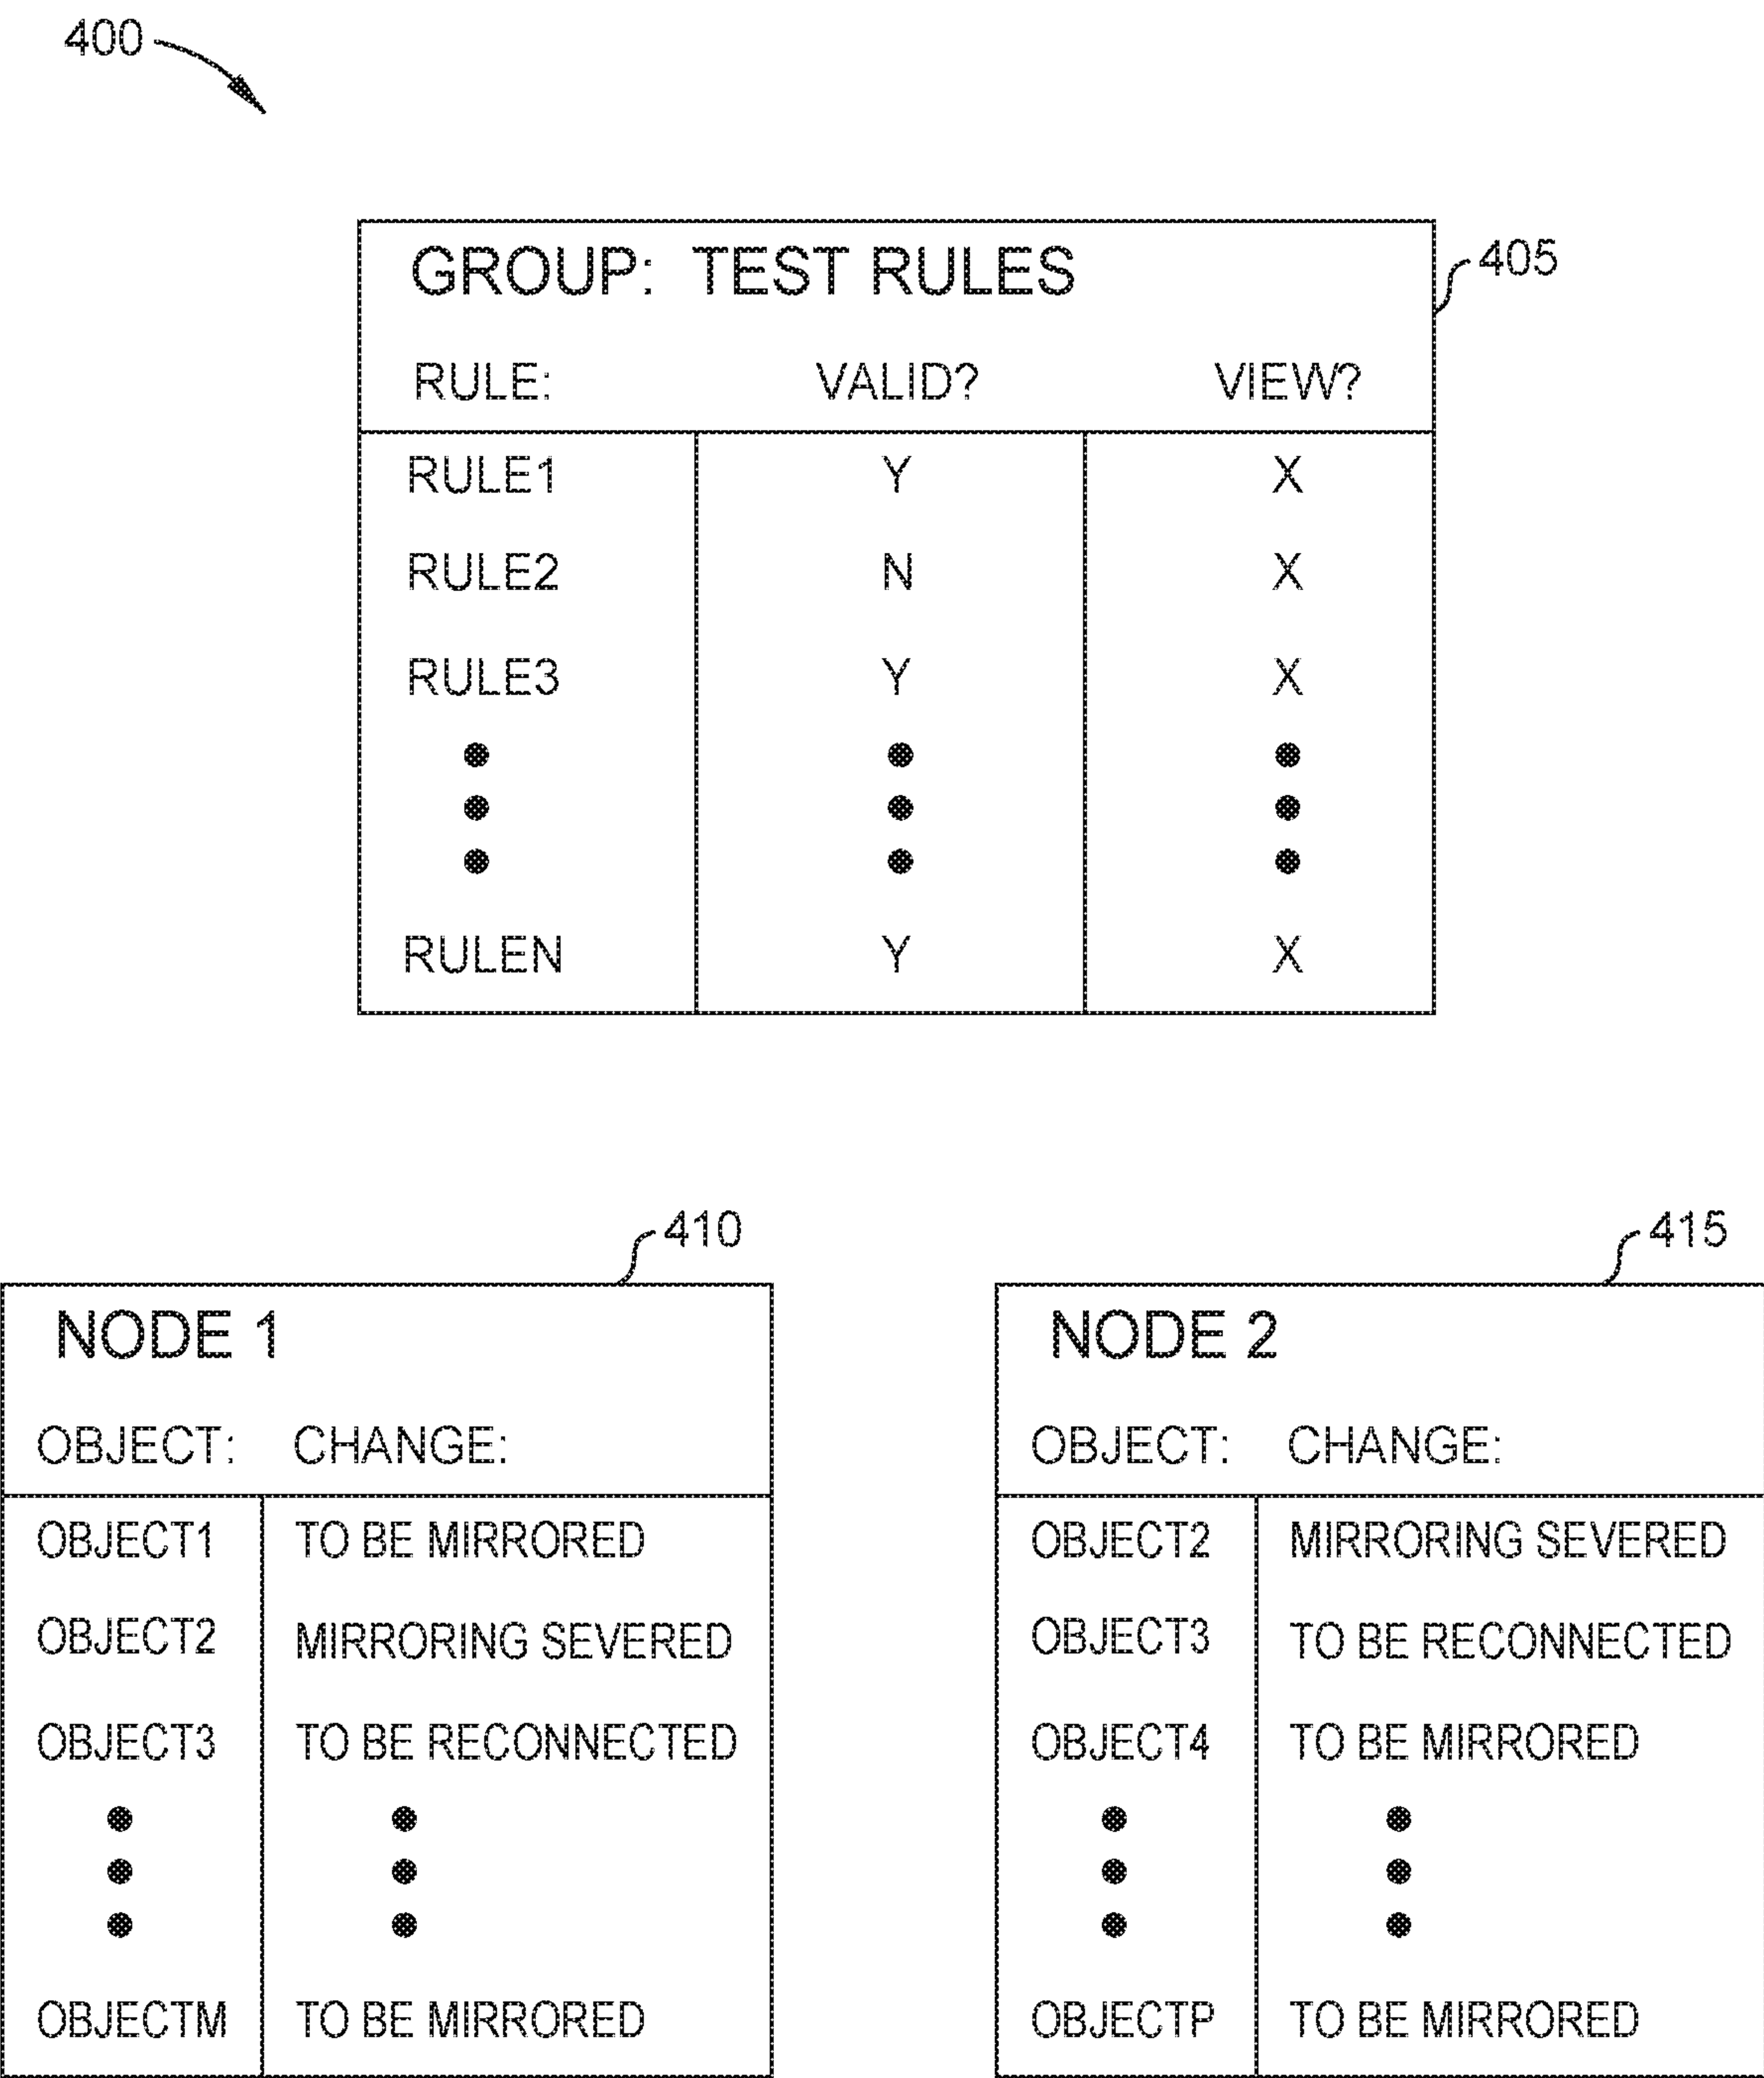 400
GROUP: TEST RULES
405
RULE: VALID? VIEW?
RULE1 Y X
RULE2 N X
RULE3 Y X
RULEN Y X
410
NODE 1
OBJECT: CHANGE:
OBJECT1 TO BE MIRRORED
OBJECT2 MIRRORING SEVERED
OBJECT3 TO BE RECONNECTED
OBJECTM TO BE MIRRORED
415
NODE 2
OBJECT: CHANGE:
OBJECT2 MIRRORING SEVERED
OBJECT3 TO BE RECONNECTED
OBJECT4 TO BE MIRRORED
OBJECTP TO BE MIRRORED